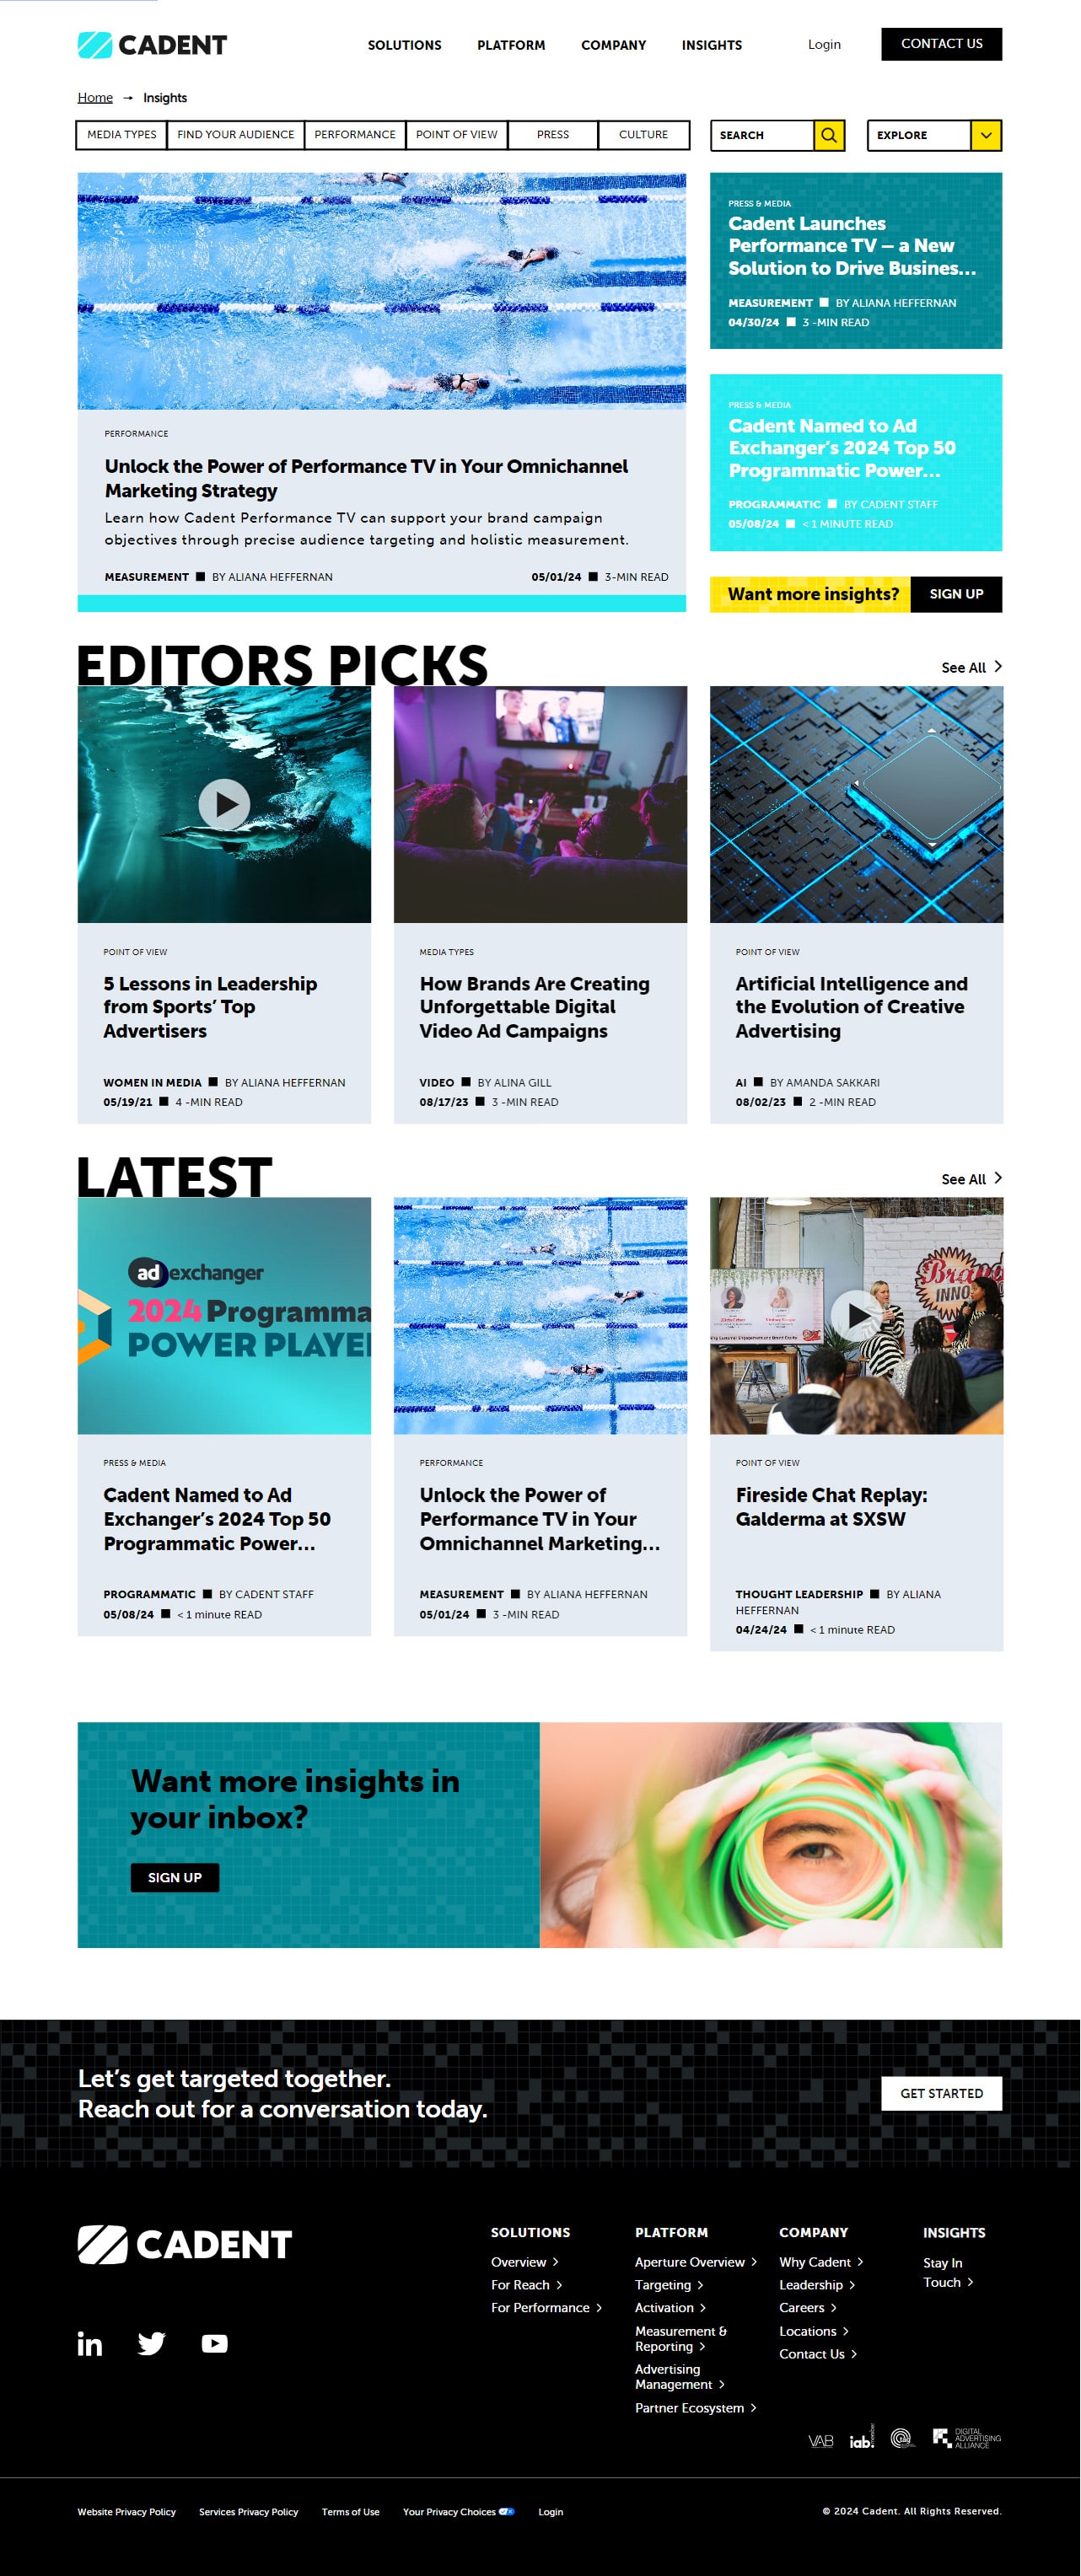 CADENT
SOLUTIONS PLATFORM COMPANY INSIGHTS Login CONTACT US
Home → Insights
MEDIA TYPES FIND YOUR AUDIENCE PERFORMANCE POINT OF VIEW PRESS CULTURE SEARCH EXPLORE
PERFORMANCE
Unlock the Power of Performance TV in Your Omnichannel
Marketing Strategy
Learn how Cadent Performance TV can support your brand campaign
objectives through precise audience targeting and holistic measurement.
MEASUREMENT ■ BY ALIANA HEFFERNAN 05/01/24 ■ 3-MIN READ
PRESS & MEDIA
Cadent Launches
Performance TV – a New
Solution to Drive Busines...
MEASUREMENT ■ BY ALIANA HEFFERNAN
04/30/24 ■ 3 -MIN READ
PRESS & MEDIA
Cadent Named to Ad
Exchanger’s 2024 Top 50
Programmatic Power...
PROGRAMMATIC ■ BY CADENT STAFF
05/08/24 ■ < 1 MINUTE READ
Want more insights? SIGN UP
EDITORS PICKS
See All >
POINT OF VIEW
5 Lessons in Leadership
from Sports’ Top
Advertisers
WOMEN IN MEDIA ■ BY ALIANA HEFFERNAN
05/19/21 ■ 4 -MIN READ
MEDIA TYPES
How Brands Are Creating
Unforgettable Digital
Video Ad Campaigns
VIDEO ■ BY ALINA GILL
08/17/23 ■ 3 -MIN READ
POINT OF VIEW
Artificial Intelligence and
the Evolution of Creative
Advertising
AI ■ BY AMANDA SAKKARI
08/02/23 ■ 2 -MIN READ
LATEST
See All >
ad exchanger
2024 Programma
POWER PLAYE
PRESS & MEDIA
Cadent Named to Ad
Exchanger’s 2024 Top 50
Programmatic Power...
PROGRAMMATIC ■ BY CADENT STAFF
05/08/24 ■ < 1 minute READ
PERFORMANCE
Unlock the Power of
Performance TV in Your
Omnichannel Marketing...
MEASUREMENT ■ BY ALIANA HEFFERNAN
05/01/24 ■ 3 -MIN READ
Bra
INNO
POINT OF VIEW
Fireside Chat Replay:
Galderma at SXSW
THOUGHT LEADERSHIP ■ BY ALIANA
HEFFERNAN
04/24/24 ■ < 1 minute READ
Want more insights in
your inbox?
SIGN UP
Let’s get targeted together.
Reach out for a conversation today.
GET STARTED
CADENT
SOLUTIONS
Overview >
For Reach >
For Performance >
PLATFORM
Aperture Overview >
Targeting >
Activation >
Measurement &
Reporting >
Advertising
Management >
Partner Ecosystem >
COMPANY
Why Cadent >
Leadership >
Careers >
Locations >
Contact Us >
INSIGHTS
Stay In
Touch >
in
VAB
iab. member
DIGITAL
ADVERTISING
ALLIANCE
Website Privacy Policy Services Privacy Policy Terms of Use Your Privacy Choices Login © 2024 Cadent. All Rights Reserved.